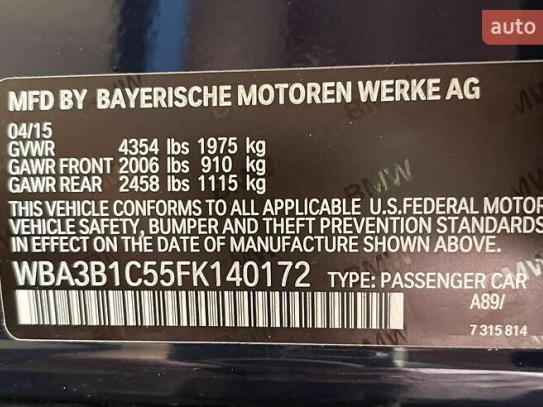 auto
MFD BY BAYERISCHE MOTOREN WERKE AG
04/15
GVWR 4354 lbs 1975 kg
GAWR FRONT 2006 lbs 910 kg
GAWR REAR 2458 lbs 1115 kg
THIS VEHICLE CONFORMS TO ALL APPLICABLE U.S.FEDERAL MOTOR
VEHICLE SAFETY, BUMPER AND THEFT PREVENTION STANDARDS
IN EFFECT ON THE DATE OF MANUFACTURE SHOWN ABOVE.
WBA3B1C55FK140172 TYPE: PASSENGER CAR
A89/
7 315 814
BMW